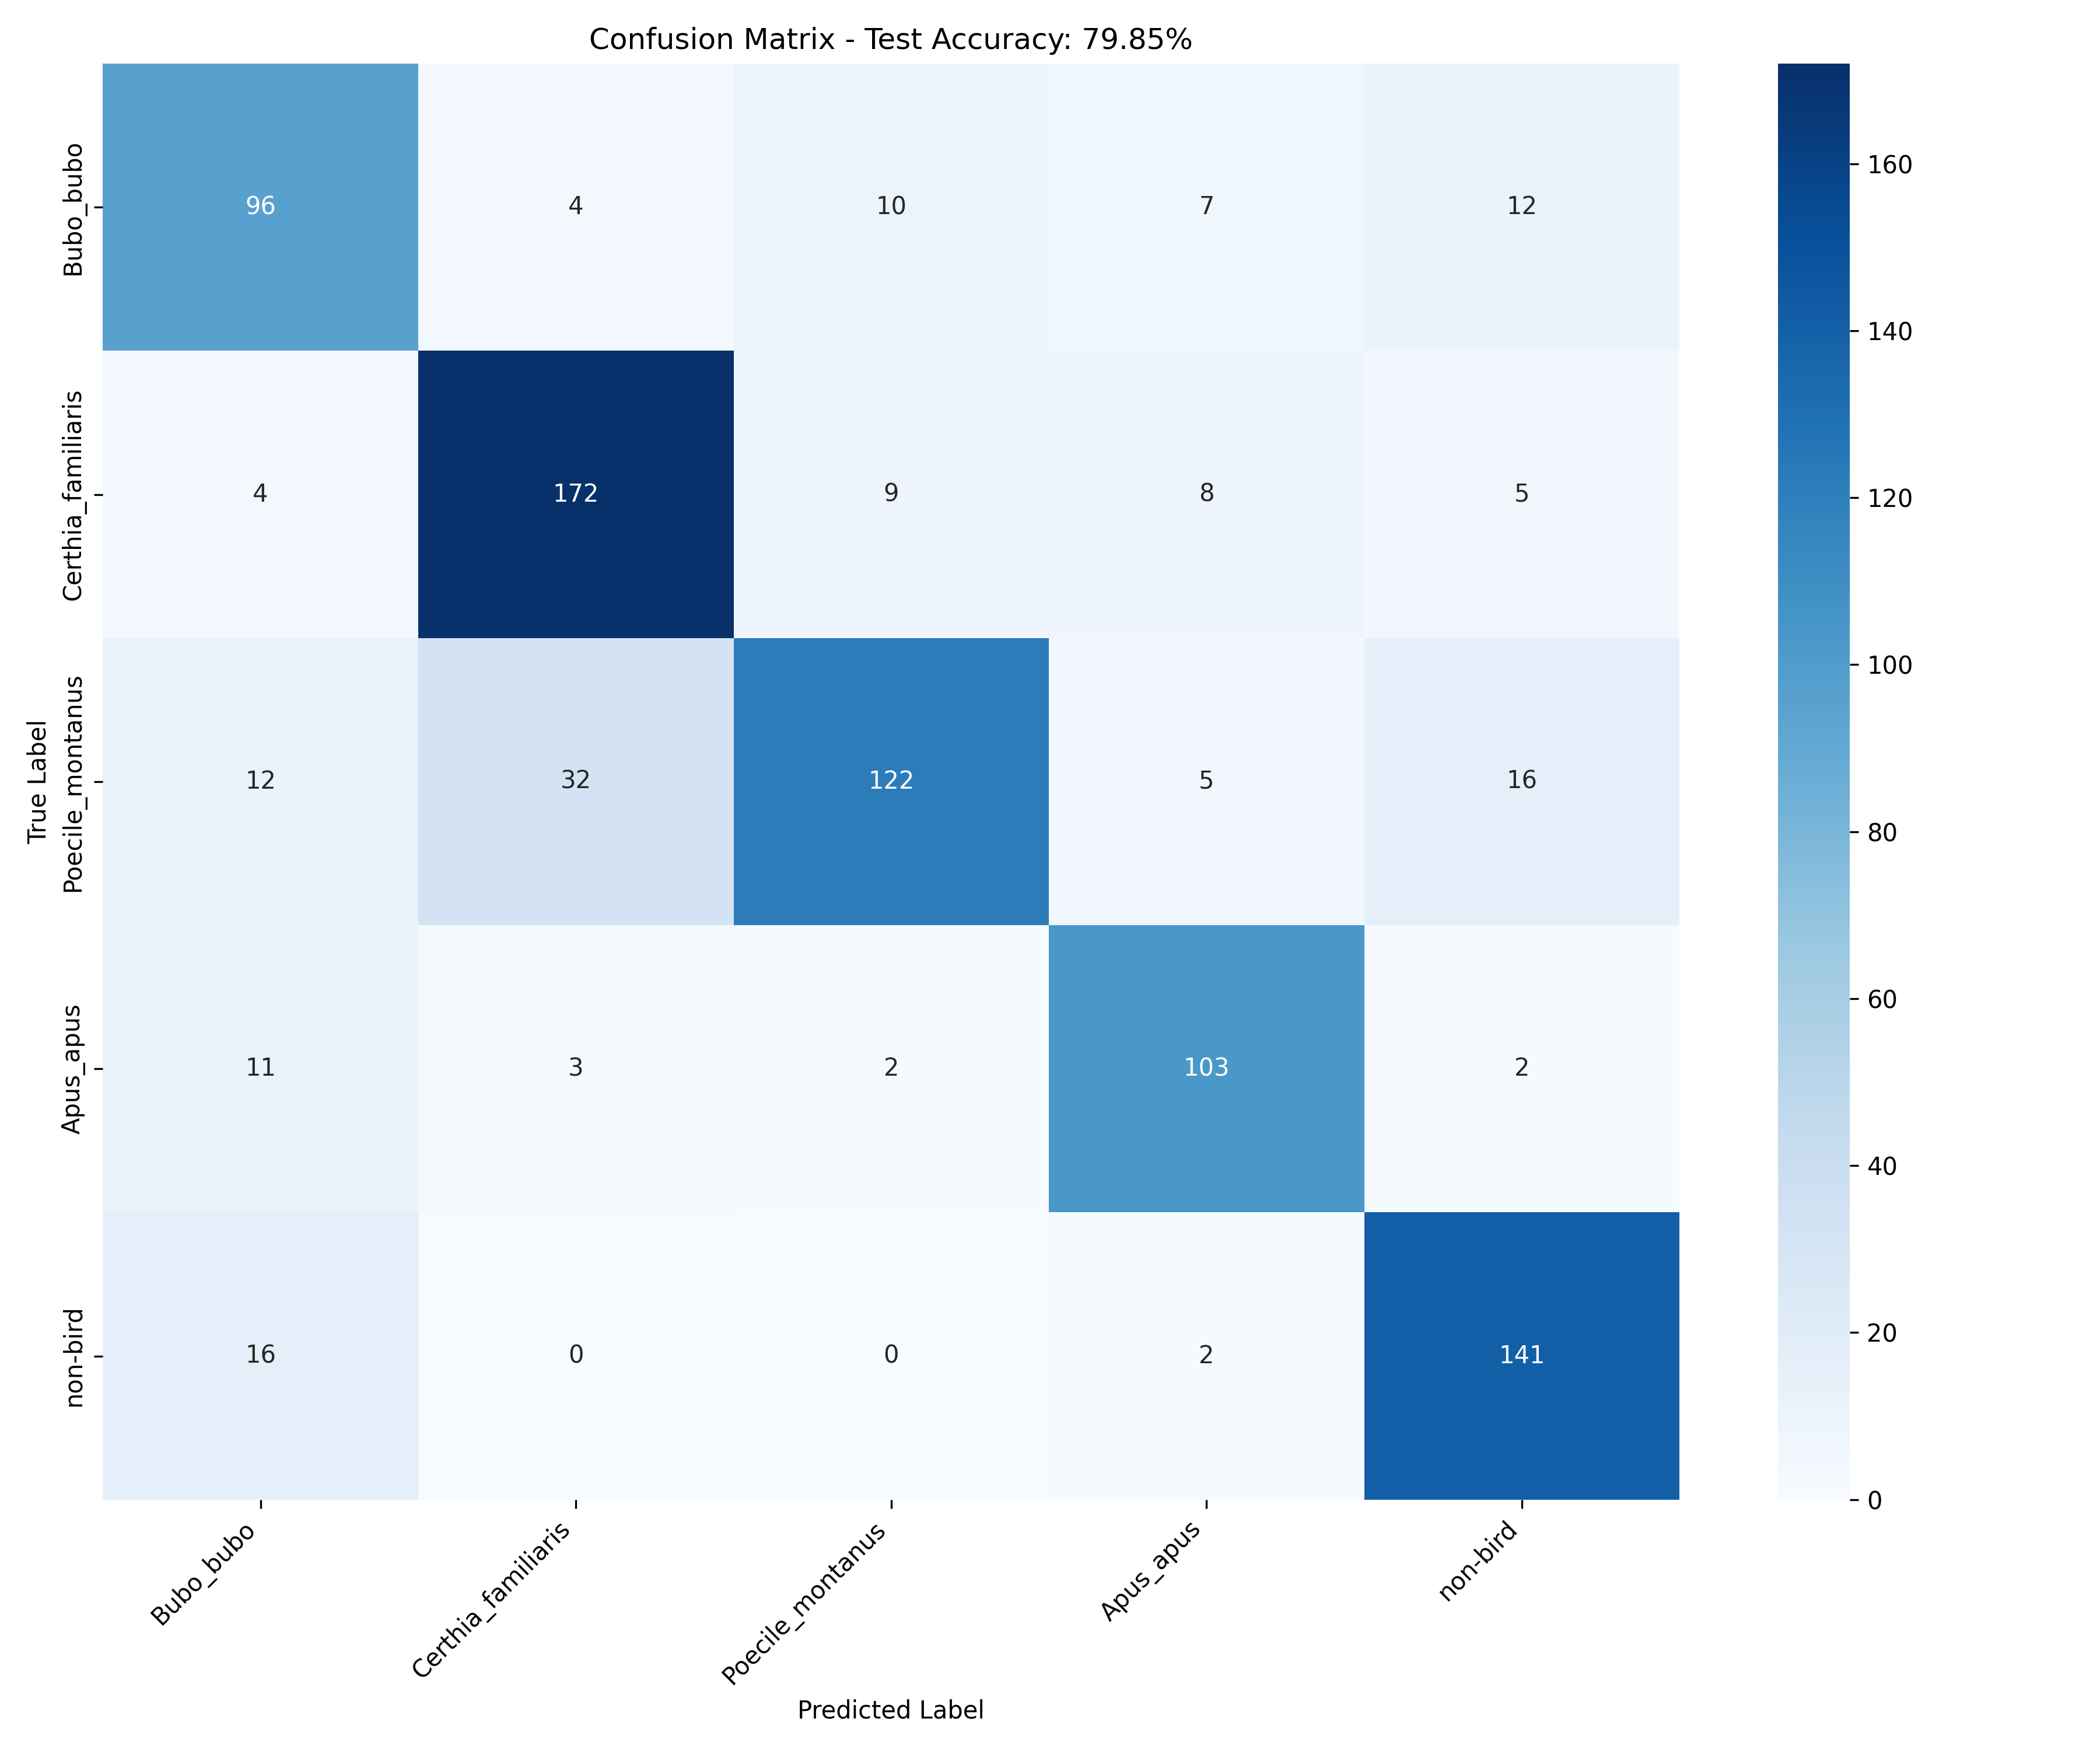 Confusion Matrix - Test Accuracy: 79.85%
True Label
Bubo_bubo
96 4 10 7 12
Certhia_familiaris
4 172 9 8 5
Poecile_montanus
12 32 122 5 16
Apus_apus
11 3 2 103 2
non-bird
16 0 0 2 141
Bubo_bubo
Certhia_familiaris
Poecile_montanus
Apus_apus
non-bird
Predicted Label
160
140
120
100
80
60
40
20
0